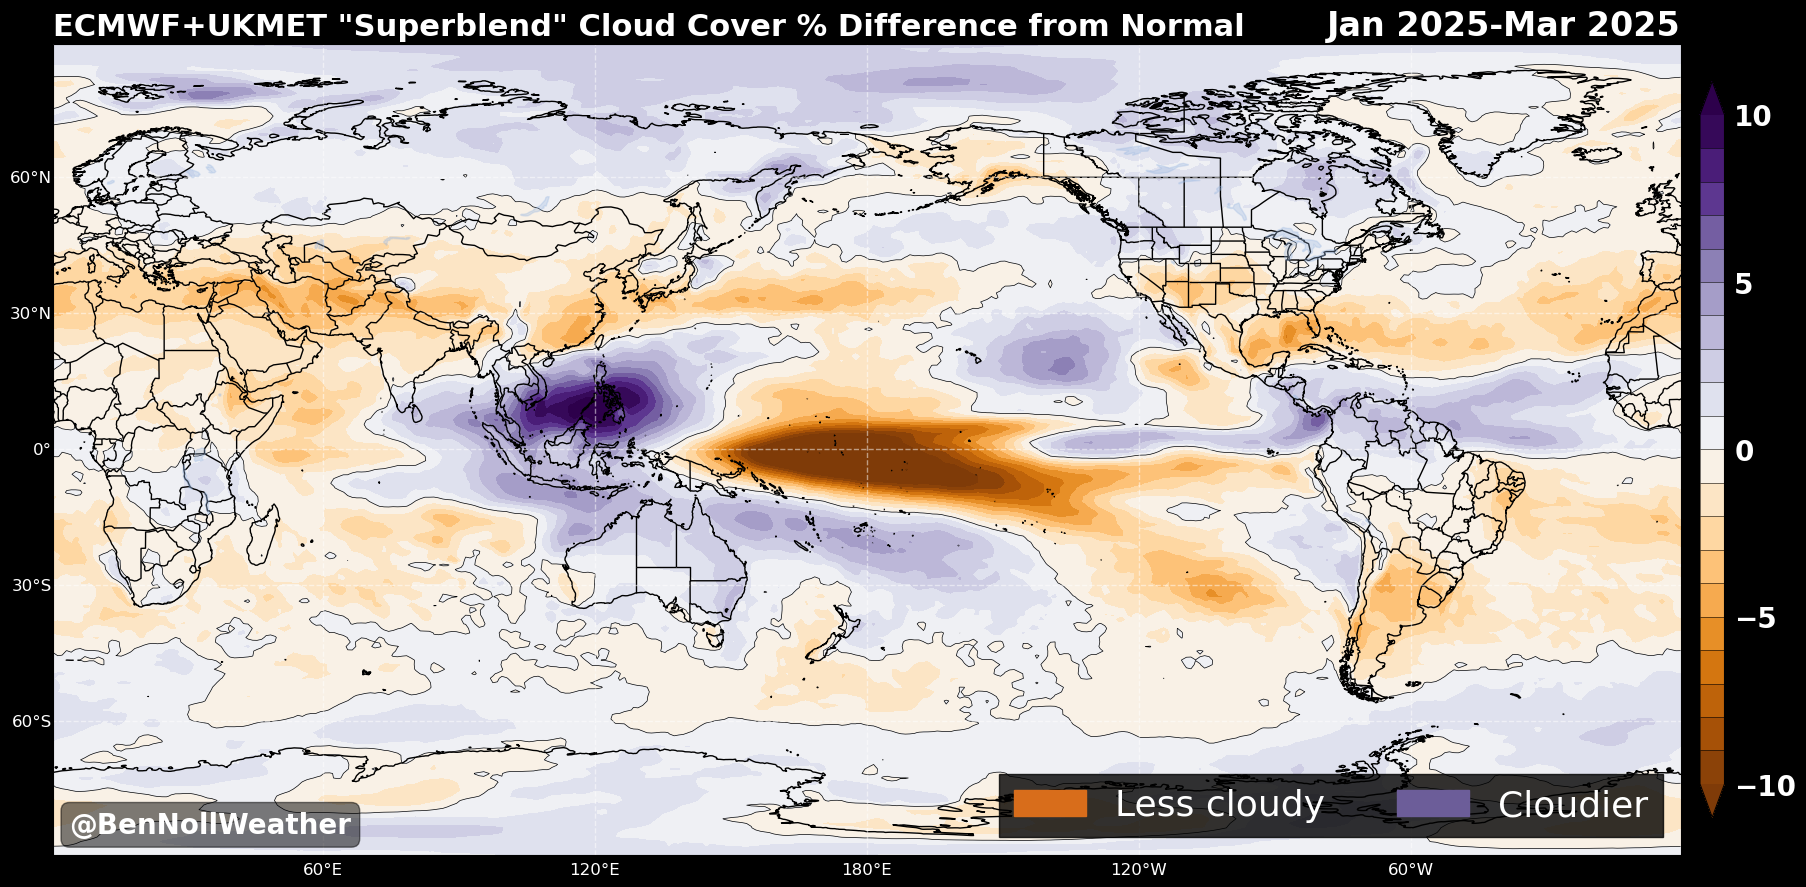 ECMWF+UKMET "Superblend" Cloud Cover % Difference from Normal
Jan 2025-Mar 2025
10
5
0
−5
−10
60°N
30°N
0°
30°S
60°S
60°E
120°E
180°E
120°W
60°W
Less cloudy
Cloudier
@BenNollWeather